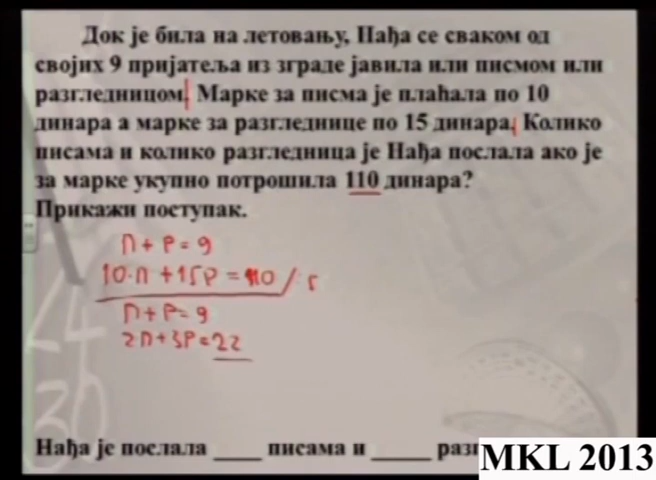 Док је била на летовању, Нађа се сваком од
својих 9 пријатеља из зграде јавила или писмом или
разгледницом. Марке за писма је плаћала по 10
динара а марке за разгледнице по 15 динара. Колико
писама и колико разгледница је Нађа послала ако је
за марке укупно потрошила 110 динара?
Прикажи поступак.
П + Р = 9
10·П + 15Р = 110 / 5
П + Р = 9
2П + 3Р = 22
Нађа је послала ____ писама и _____ разг
MKL 2013